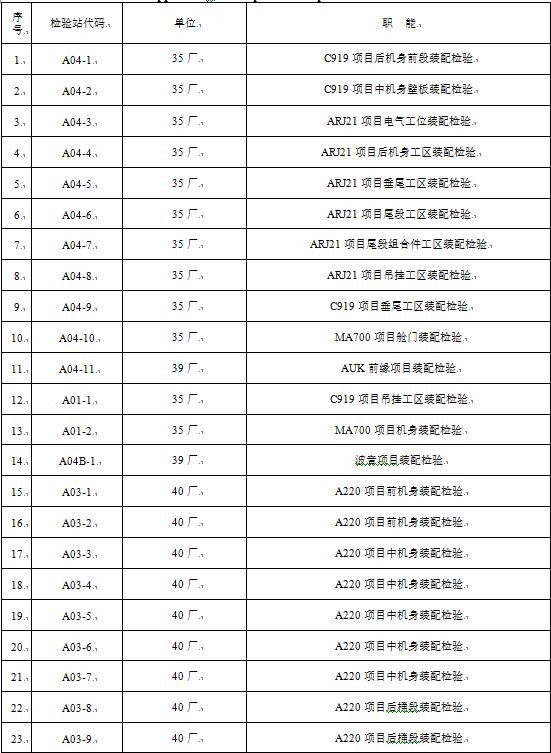 序号 检验站代码 单位 职 能
1. A04-1. 35 厂. C919 项目后机身前段装配检验.
2. A04-2. 35 厂. C919 项目中机身壁板装配检验.
3. A04-3. 35 厂. ARJ21 项目电气工位装配检验.
4. A04-4. 35 厂. ARJ21 项目后机身工区装配检验.
5. A04-5. 35 厂. ARJ21 项目垂尾工区装配检验.
6. A04-6. 35 厂. ARJ21 项目尾段工区装配检验.
7. A04-7. 35 厂. ARJ21 项目尾段组合件工区装配检验.
8. A04-8. 35 厂. ARJ21 项目吊挂工区装配检验.
9. A04-9. 35 厂. C919 项目垂尾工区装配检验.
10. A04-10. 35 厂. MA700 项目舱门装配检验.
11. A04-11. 39 厂. AUK 前缘项目装配检验.
12. A01-1. 35 厂. C919 项目吊挂工区装配检验.
13. A01-2. 35 厂. MA700 项目机身装配检验.
14. A04B-1. 39 厂. 波音项目装配检验.
15. A03-1. 40 厂. A220 项目前机身装配检验.
16. A03-2. 40 厂. A220 项目前机身装配检验.
17. A03-3. 40 厂. A220 项目中机身装配检验.
18. A03-4. 40 厂. A220 项目中机身装配检验.
19. A03-5. 40 厂. A220 项目中机身装配检验.
20. A03-6. 40 厂. A220 项目中机身装配检验.
21. A03-7. 40 厂. A220 项目中机身装配检验.
22. A03-8. 40 厂. A220 项目后梯段装配检验.
23. A03-9. 40 厂. A220 项目后梯段装配检验.